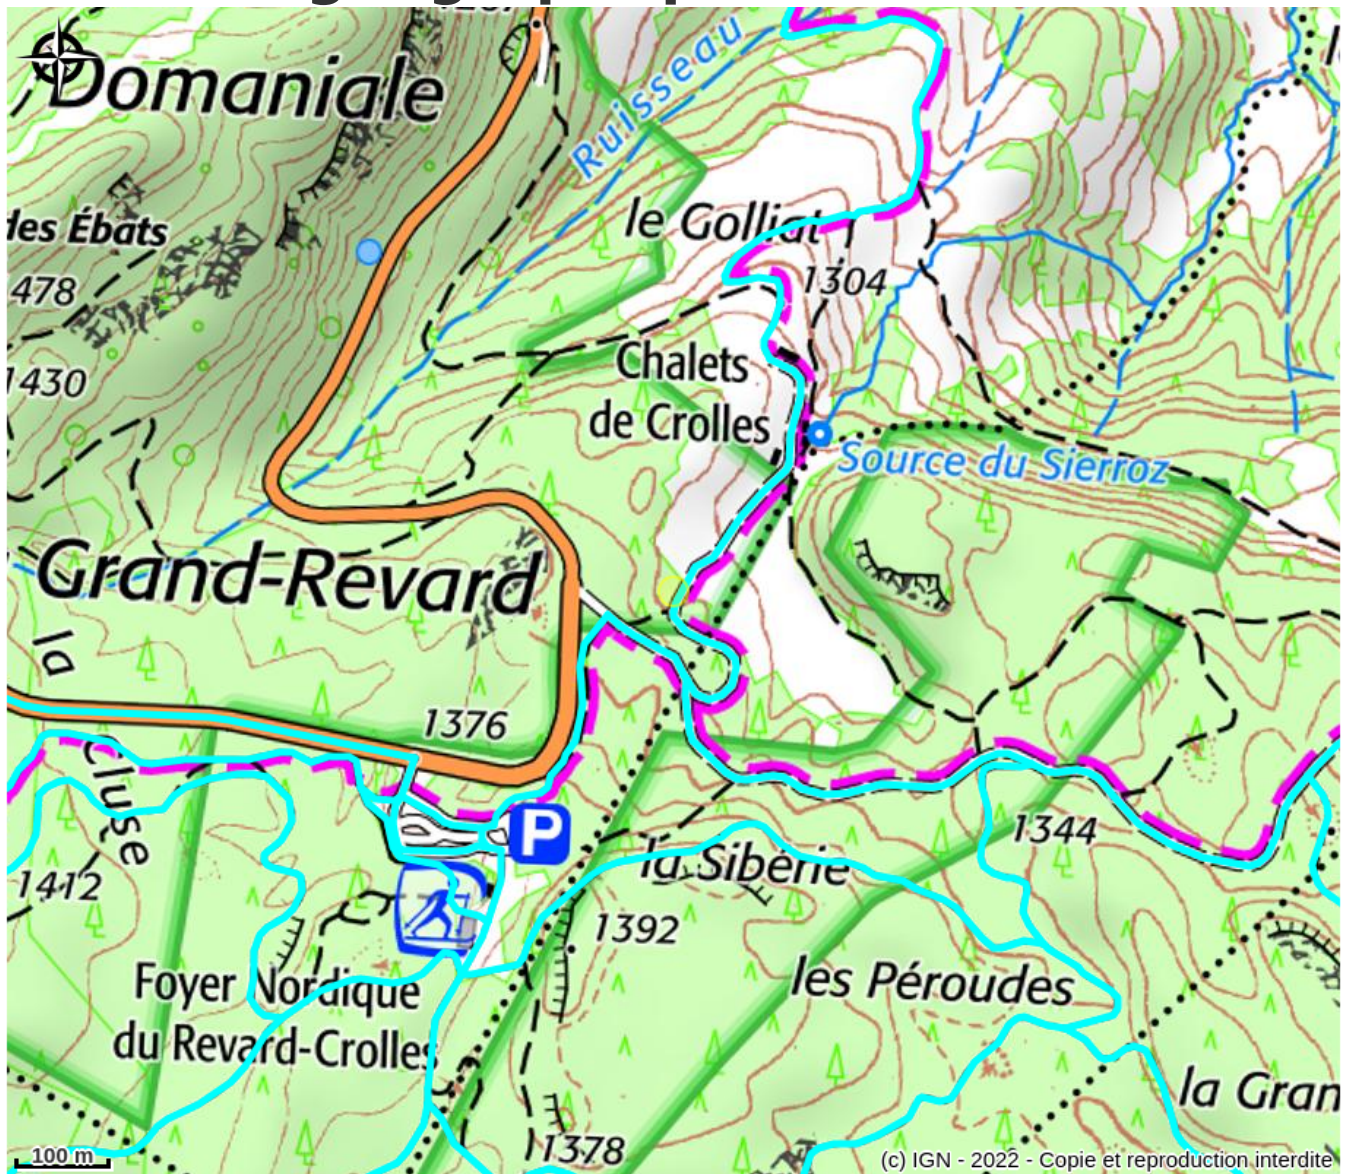 Domaniale
Ruisseau
des Ébats
le Golliat
478
1304
Chalets
de Crolles
1430
Source du Sierroz
Grand-Revard
la
Cluse
1376
P
1344
la Sibérie
1412
1392
Foyer Nordique
du Revard-Crolles
les Péroudes
la Gran
1378
100 m
(c) IGN - 2022 - Copie et reproduction interdite